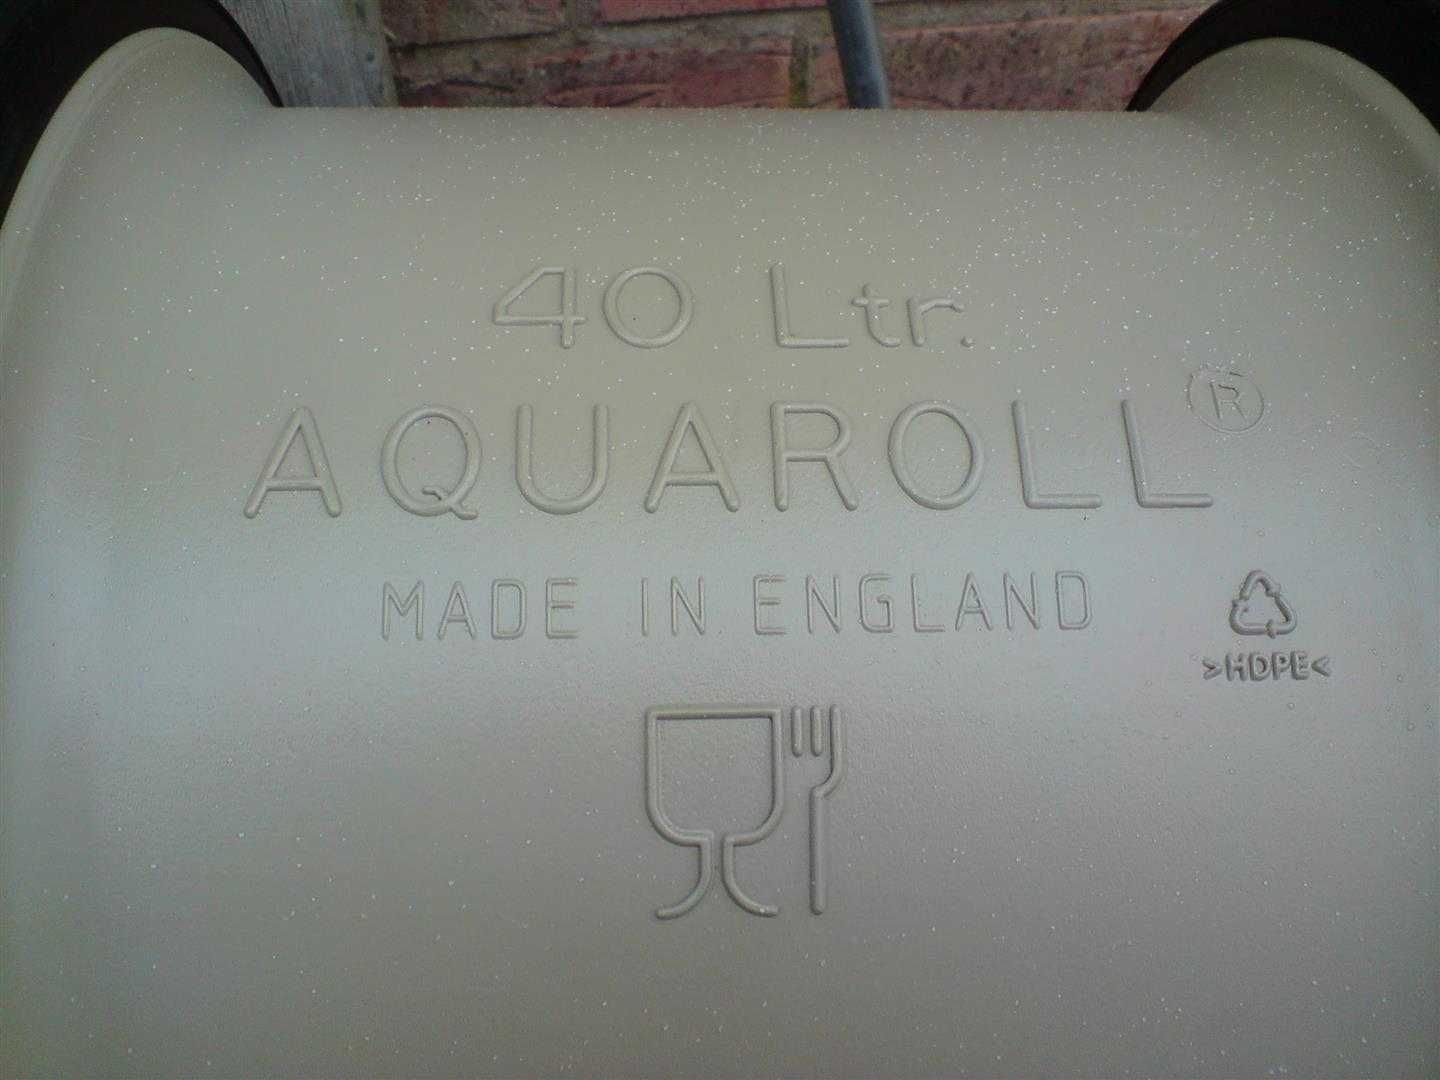 40 Ltr.
AQUAROLL®
MADE IN ENGLAND
>HDPE<